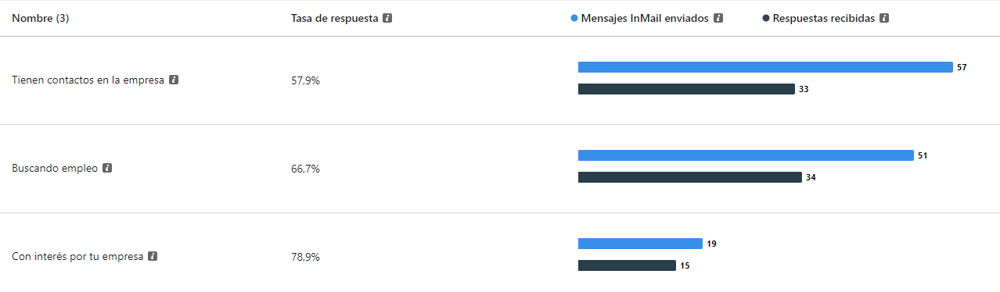 Nombre (3) Tasa de respuesta Mensajes InMail enviados Respuestas recibidas
57
Tienen contactos en la empresa 57,9%
33
51
Buscando empleo 66,7%
34
19
Con interés por tu empresa 78,9%
15